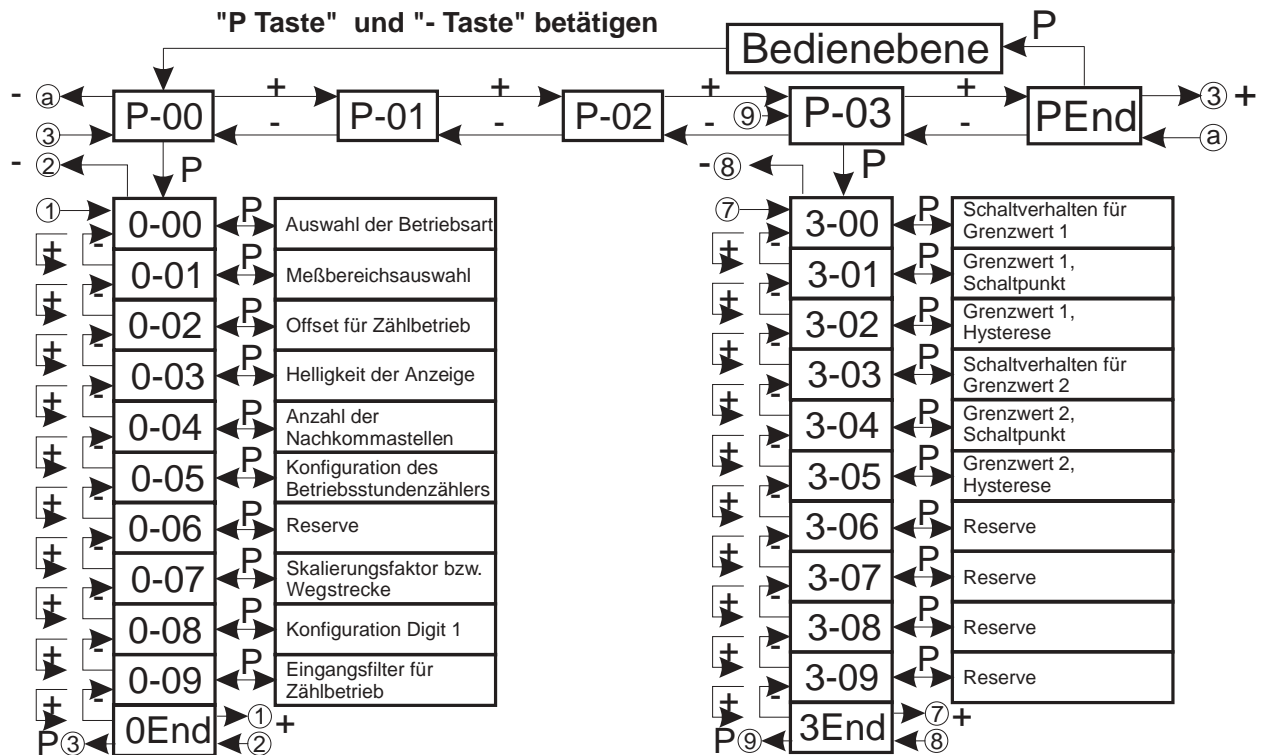 "P Taste" und "- Taste" betätigen
Bedienebene
P
- a
+
+
+
+
3 +
P-00
P-01
P-02
P-03
PEnd
3
-
-
- 9
-
a
- 2
P
- 8
P
1
0-00
P
Auswahl der Betriebsart
+
-
0-01
P
Meßbereichsauswahl
+
-
0-02
P
Offset für Zählbetrieb
+
-
0-03
P
Helligkeit der Anzeige
+
-
0-04
P
Anzahl der
Nachkommastellen
+
-
0-05
P
Konfiguration des
Betriebsstundenzählers
+
-
0-06
P
Reserve
+
-
0-07
P
Skalierungsfaktor bzw.
Wegstrecke
+
-
0-08
P
Konfiguration Digit 1
+
-
0-09
P
Eingangsfilter für
Zählbetrieb
+
-
P 3
0End
1 +
2
7
3-00
P
Schaltverhalten für
Grenzwert 1
+
-
3-01
P
Grenzwert 1,
Schaltpunkt
+
-
3-02
P
Grenzwert 1,
Hysterese
+
-
3-03
P
Schaltverhalten für
Grenzwert 2
+
-
3-04
P
Grenzwert 2,
Schaltpunkt
+
-
3-05
P
Grenzwert 2,
Hysterese
+
-
3-06
P
Reserve
+
-
3-07
P
Reserve
+
-
3-08
P
Reserve
+
-
3-09
P
Reserve
+
-
P 9
3End
7 +
8